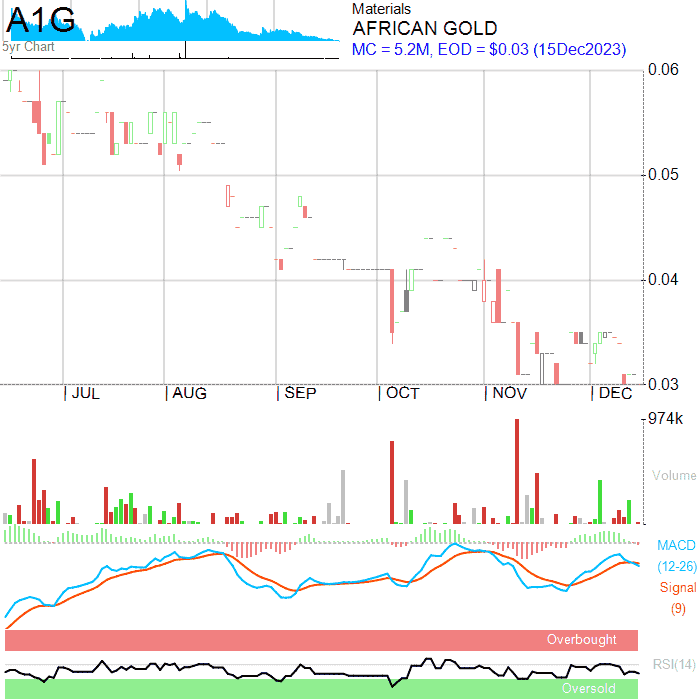 A1G
5yr Chart
Materials
AFRICAN GOLD
MC = 5.2M, EOD = $0.03 (15Dec2023)
0.06
0.05
0.04
0.03
JUL AUG SEP OCT NOV DEC
974k
Volume
MACD
(12-26)
Signal
(9)
Overbought
RSI(14)
Oversold